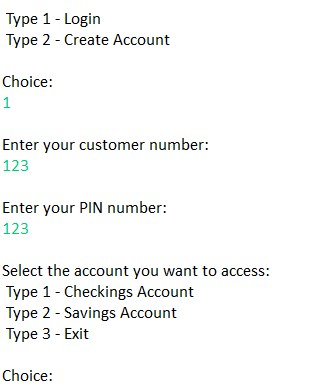 Type 1 - Login
Type 2 - Create Account
Choice:
1
Enter your customer number:
123
Enter your PIN number:
123
Select the account you want to access:
Type 1 - Checkings Account
Type 2 - Savings Account
Type 3 - Exit
Choice: